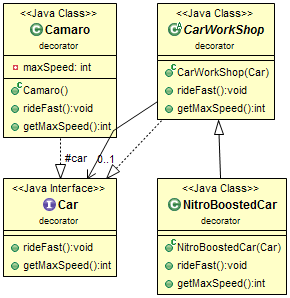 <<Java Class>>
Camaro
decorator
maxSpeed: int
Camaro()
rideFast():void
getMaxSpeed():int
<<Java Class>>
CarWorkShop
decorator
CarWorkShop(Car)
rideFast():void
getMaxSpeed():int
#car
0..1
<<Java Interface>>
Car
decorator
rideFast():void
getMaxSpeed():int
<<Java Class>>
NitroBoostedCar
decorator
NitroBoostedCar(Car)
rideFast():void
getMaxSpeed():int